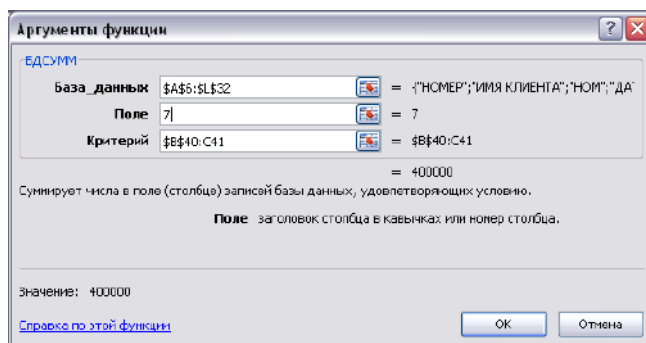 Аргументы функции
БДСУММ
База_данных $A$6:$L$32 = {"НОМЕР";"ИМЯ КЛИЕНТА";"НОМ";"ДА
Поле 7 = 7
Критерий $B$40:C41 = $B$40:C41
= 400000
Суммирует числа в поле (столбце) записей базы данных, удовлетворяющих условию.
Поле заголовок столбца в кавычках или номер столбца.
Значение: 400000
Справка по этой функции
ОК
Отмена